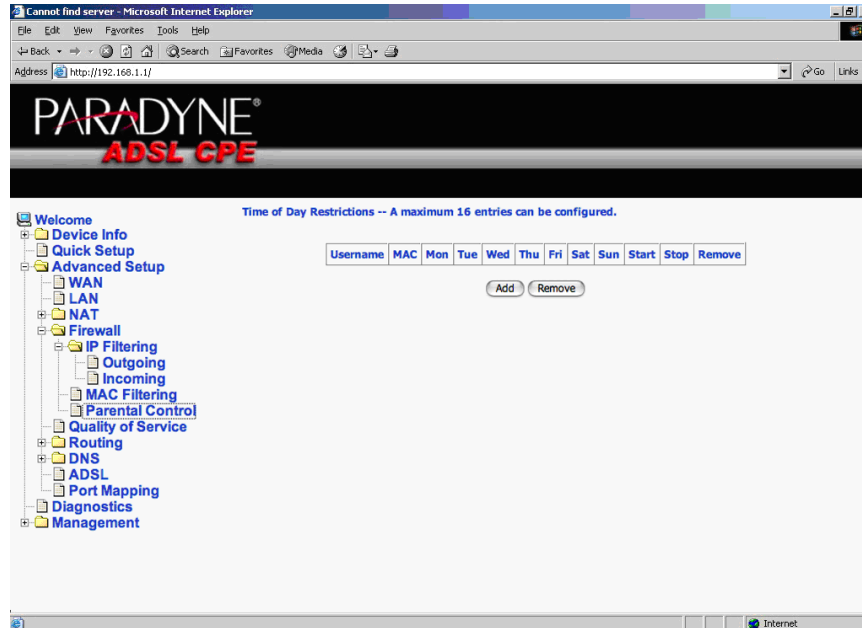 Cannot find server - Microsoft Internet Explorer
File Edit View Favorites Tools Help
Back Search Favorites Media
Address http://192.168.1.1/ Go Links
PARADYNE®
ADSL CPE
Time of Day Restrictions -- A maximum 16 entries can be configured.
Username MAC Mon Tue Wed Thu Fri Sat Sun Start Stop Remove
Add Remove
Welcome
Device Info
Quick Setup
Advanced Setup
WAN
LAN
NAT
Firewall
IP Filtering
Outgoing
Incoming
MAC Filtering
Parental Control
Quality of Service
Routing
DNS
ADSL
Port Mapping
Diagnostics
Management
Internet